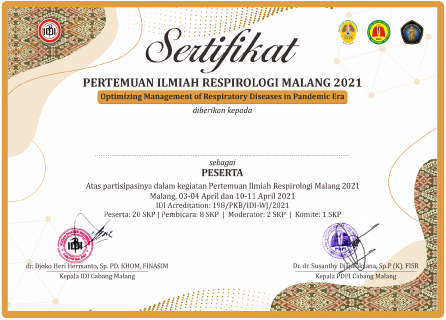 Sertifikat
PERTEMUAN ILMIAH RESPIROLOGI MALANG 2021
Optimizing Management of Respiratory Diseases in Pandemic Era
diberikan kepada
sebagai
PESERTA
Atas partisipasinya dalam kegiatan Pertemuan Ilmiah Respirologi Malang 2021
Malang, 03-04 April dan 10-11 April 2021
IDI Acreditation: 198/PKB/IDI-WJ/2021
Peserta: 20 SKP | Pembicara: 8 SKP | Moderator: 2 SKP | Komite: 1 SKP
dr. Djoko Heri Hermanto, Sp. PD. KHOM, FINASIM
Kepala IDI Cabang Malang
Dr. dr. Susanthy Djajalaksana, Sp.P (K), FISR
Kepala PDPI Cabang Malang